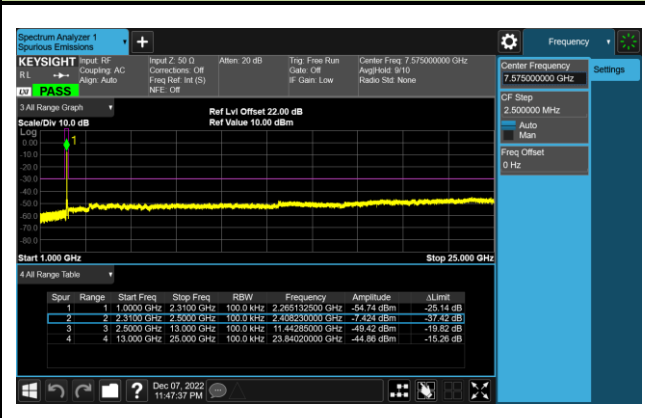 Spectrum Analyzer 1
Spurious Emissions
Frequency
KEYSIGHT
RL
LXI
PASS
Input: RF
Coupling: AC
Align: Auto
Input Z: 50 Ω
Corrections: Off
Freq Ref: Int (S)
NFE: Off
Atten: 20 dB
Trig: Free Run
Gate: Off
IF Gain: Low
Center Freq: 7.575000000 GHz
Avg|Hold: 9/10
Radio Std: None
Center Frequency
7.575000000 GHz
Settings
CF Step
2.500000 MHz
Auto
Man
Freq Offset
0 Hz
3 All Range Graph
Scale/Div 10.0 dB
Ref Lvl Offset 22.00 dB
Ref Value 10.00 dBm
Log
1
0.00
-10.0
-20.0
-30.0
-40.0
-50.0
-60.0
-70.0
-80.0
Start 1.000 GHz
Stop 25.000 GHz
4 All Range Table
Spur Range Start Freq Stop Freq RBW Frequency Amplitude ΔLimit
1 1 1.0000 GHz 2.3100 GHz 100.0 kHz 2.265132500 GHz -54.74 dBm -25.14 dB
2 2 2.3100 GHz 2.5000 GHz 100.0 kHz 2.408230000 GHz -7.424 dBm -37.42 dB
3 3 2.5000 GHz 13.000 GHz 100.0 kHz 11.44285000 GHz -49.42 dBm -19.82 dB
4 4 13.000 GHz 25.000 GHz 100.0 kHz 23.84020000 GHz -44.86 dBm -15.26 dB
Dec 07, 2022
11:47:37 PM